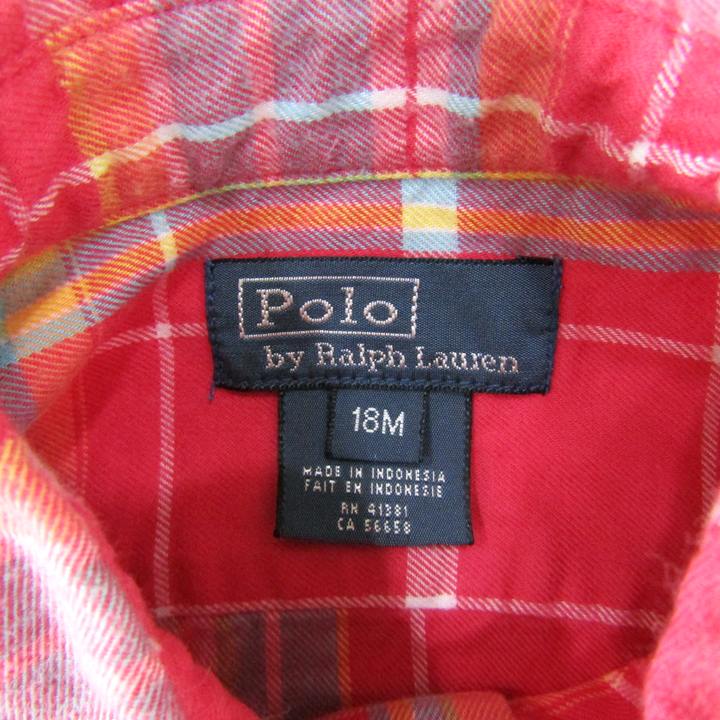 Polo
by Ralph Lauren
18M
MADE IN INDONESIA
FAIT EN INDONESIE
RN 41381
CA 56658